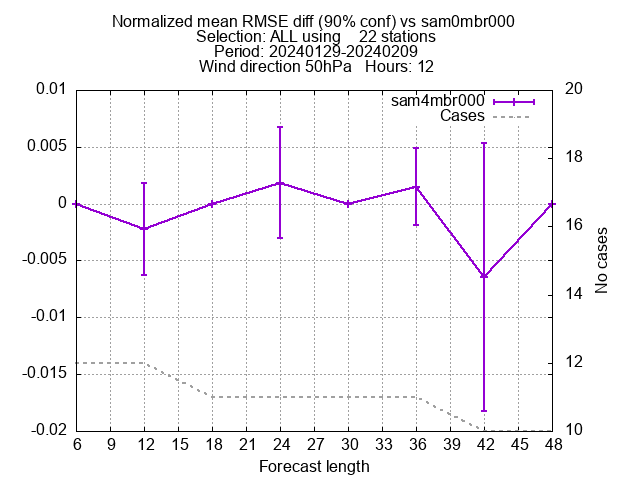 Normalized mean RMSE diff (90% conf) vs sam0mbr000
Selection: ALL using    22 stations
Period: 20240129-20240209
Wind direction 50hPa   Hours: 12
sam4mbr000
Cases
0.01
0.005
0
-0.005
-0.01
-0.015
-0.02
20
18
16
14
12
10
No cases
6 9 12 15 18 21 24 27 30 33 36 39 42 45 48
Forecast length